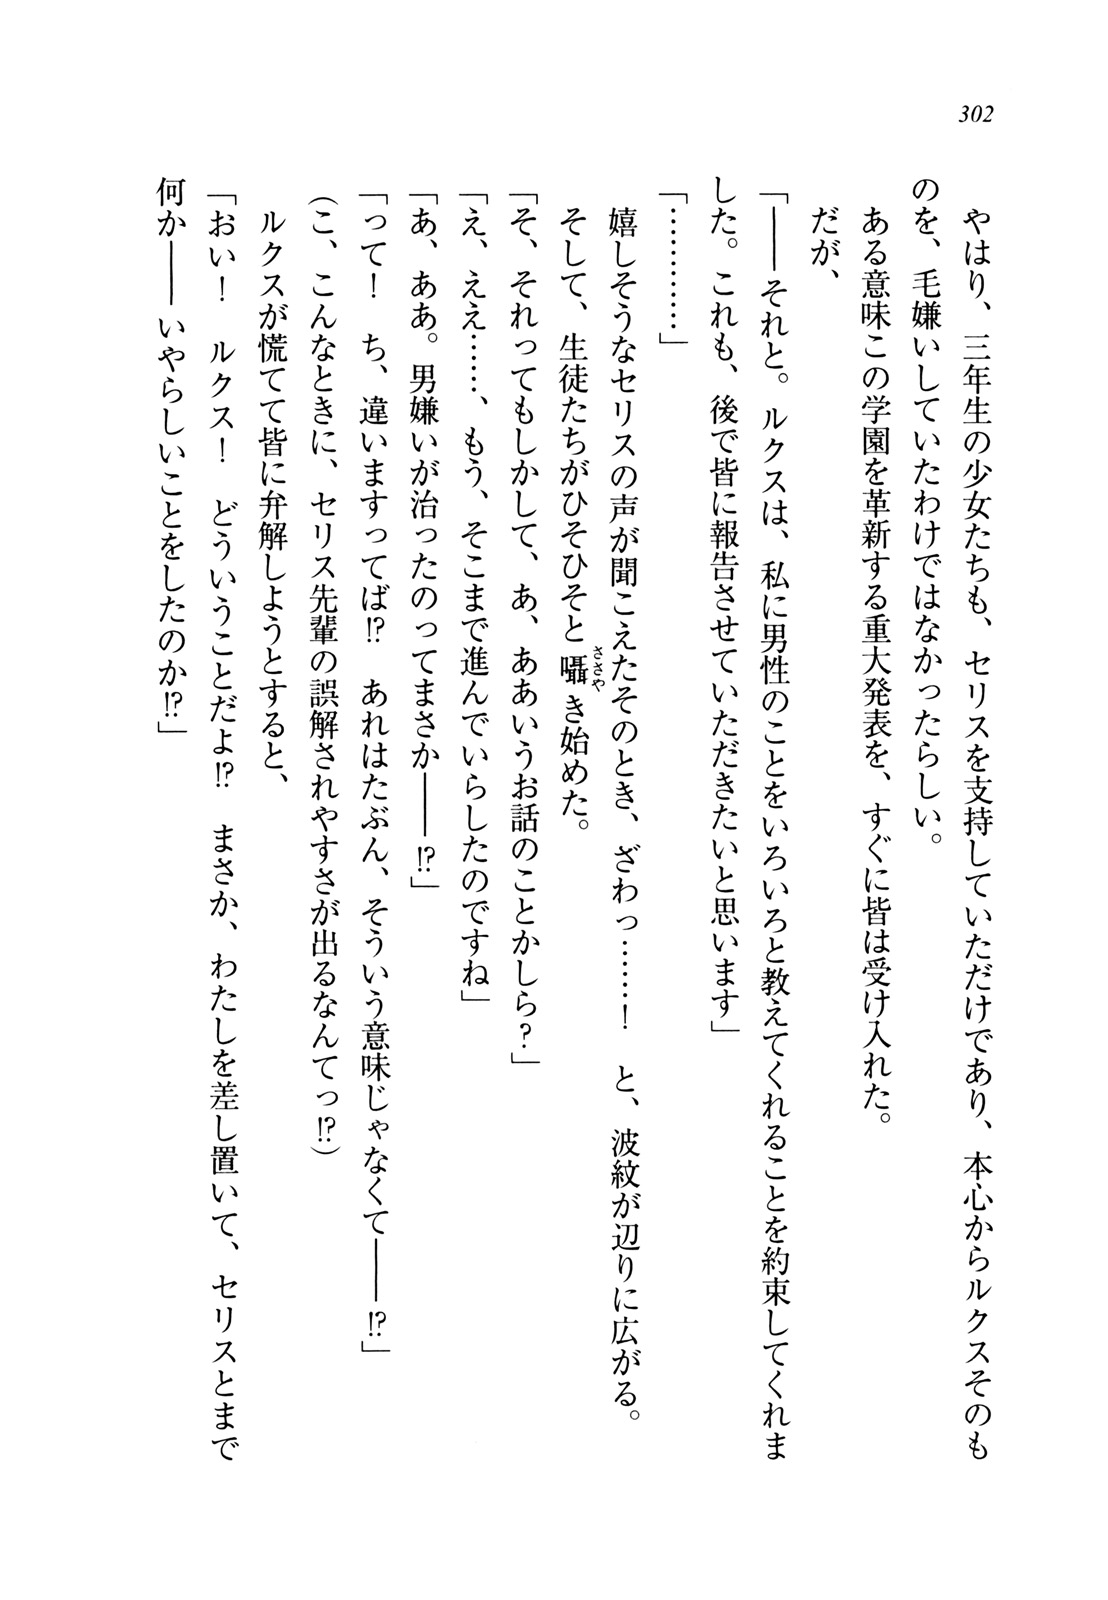 302
　やはり、三年生の少女たちも、セリスを支持していただけであり、本心からルクスそのも
のを、毛嫌いしていたわけではなかったらしい。
　ある意味この学園を革新する重大発表を、すぐに皆は受け入れた。
　だが、
「――それと。ルクスは、私に男性のことをいろいろと教えてくれることを約束してくれま
した。これも、後で皆に報告させていただきたいと思います」
「…………」
　嬉しそうなセリスの声が聞こえたそのとき、ざわっ……！　と、波紋が辺りに広がる。
　そして、生徒たちがひそひそと囁き始めた。
ささや
「そ、それってもしかして、あ、ああいうお話のことかしら？」
「え、ええ……、もう、そこまで進んでいらしたのですね」
「あ、ああ。男嫌いが治ったのってまさか――⁉」
「って！　ち、違いますってば⁉　あれはたぶん、そういう意味じゃなくて――⁉」
（こ、こんなときに、セリス先輩の誤解されやすさが出るなんてっ⁉）
　ルクスが慌てて皆に弁解しようとすると、
「おい！　ルクス！　どういうことだよ⁉　まさか、わたしを差し置いて、セリスとまで
何か――いやらしいことをしたのか⁉」